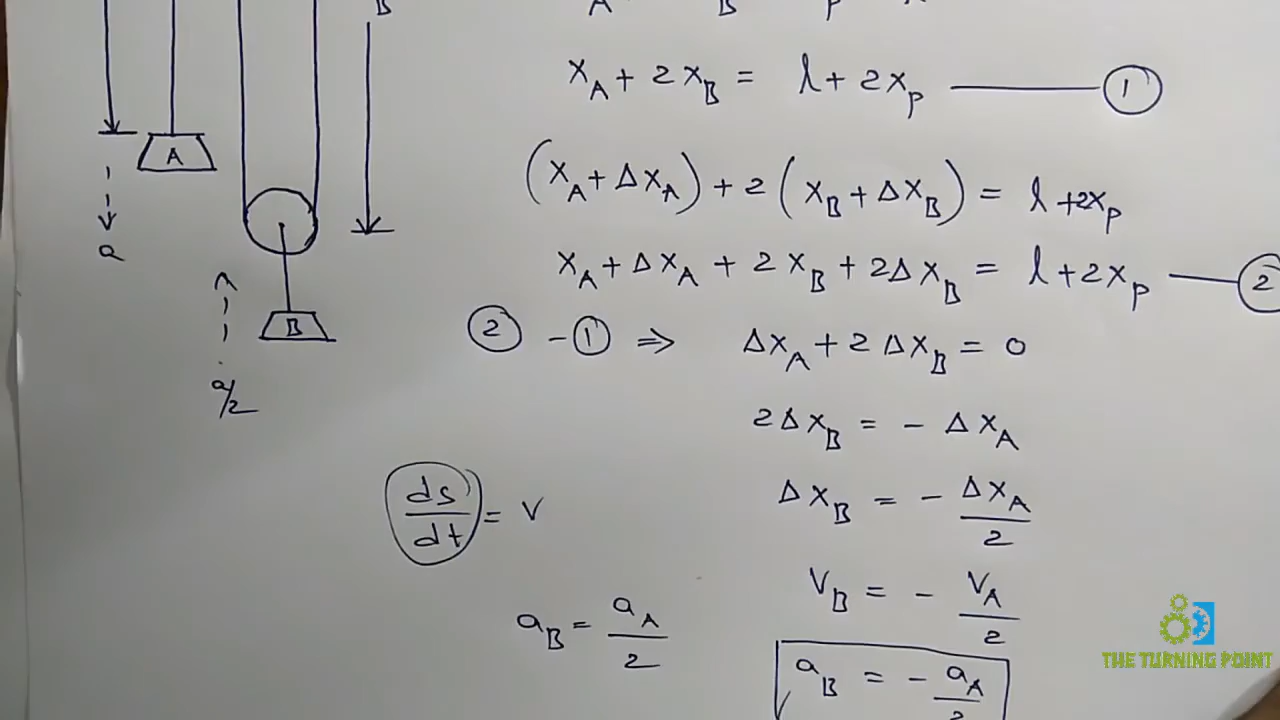 A B p
x_A + 2x_B = l + 2x_p ——— ①
(x_A + Δx_A) + 2(x_B + Δx_B) = l + 2x_p
x_A + Δx_A + 2x_B + 2Δx_B = l + 2x_p — ②
② - ① ⇒ Δx_A + 2Δx_B = 0
2Δx_B = - Δx_A
Δx_B = - Δx_A/2
v_B = - v_A/2
a_B = - a_A/2
ds/dt = v
a_B = a_A/2
B
A
a
B
a/2
THE TURNING POINT